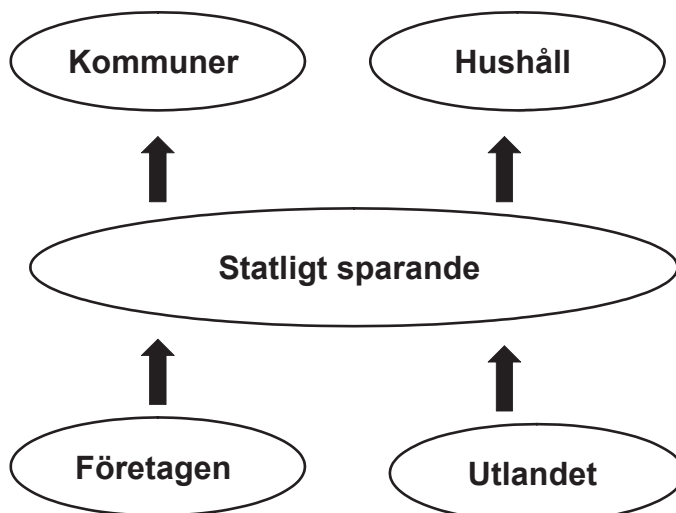 Kommuner
Hushåll
Statligt sparande
Företagen
Utlandet